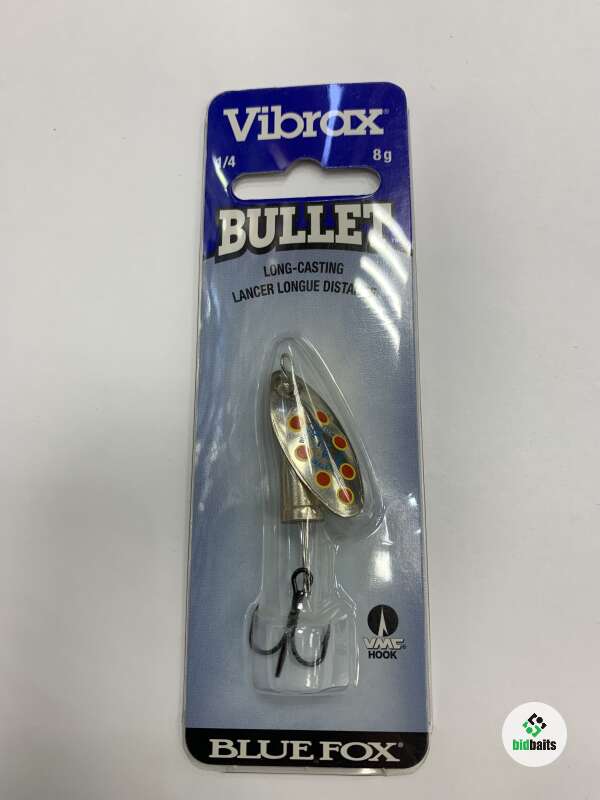 Vibrax®
1/4 8g
BULLET
LONG-CASTING
LANCER LONGUE DISTANCE
VMC®
HOOK
BLUE FOX®
bidbaits